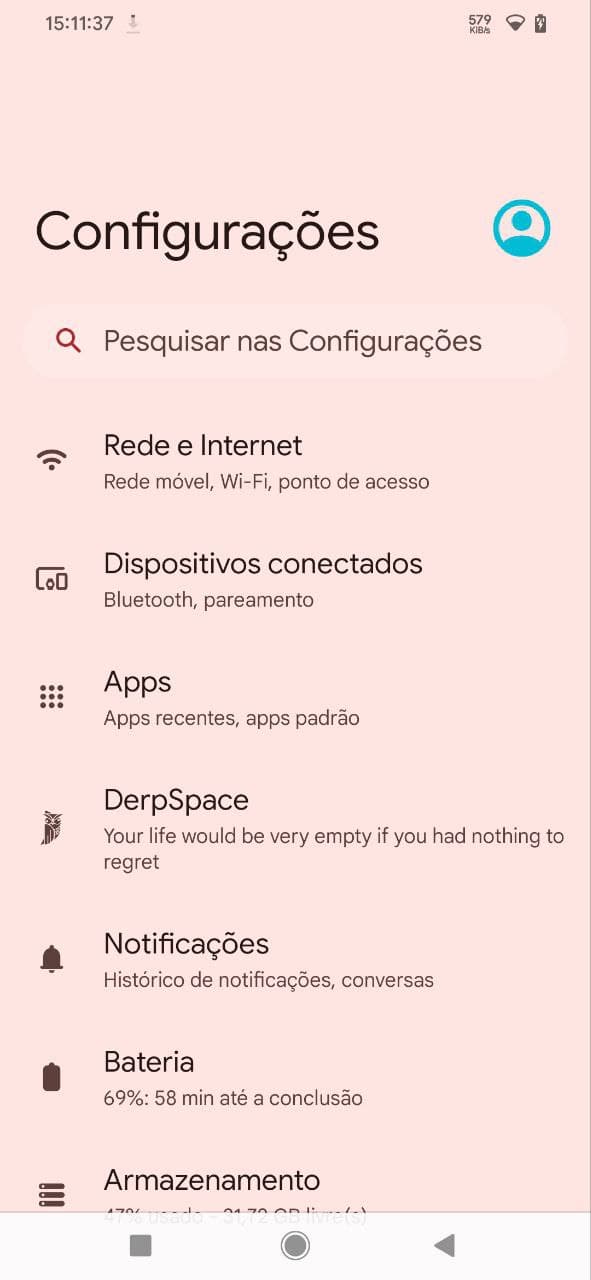 15:11:37
579
KiB/s
Configurações
Pesquisar nas Configurações
Rede e Internet
Rede móvel, Wi-Fi, ponto de acesso
Dispositivos conectados
Bluetooth, pareamento
Apps
Apps recentes, apps padrão
DerpSpace
Your life would be very empty if you had nothing to
regret
Notificações
Histórico de notificações, conversas
Bateria
69%: 58 min até a conclusão
Armazenamento
47% usado - 31,72 GB livre(s)